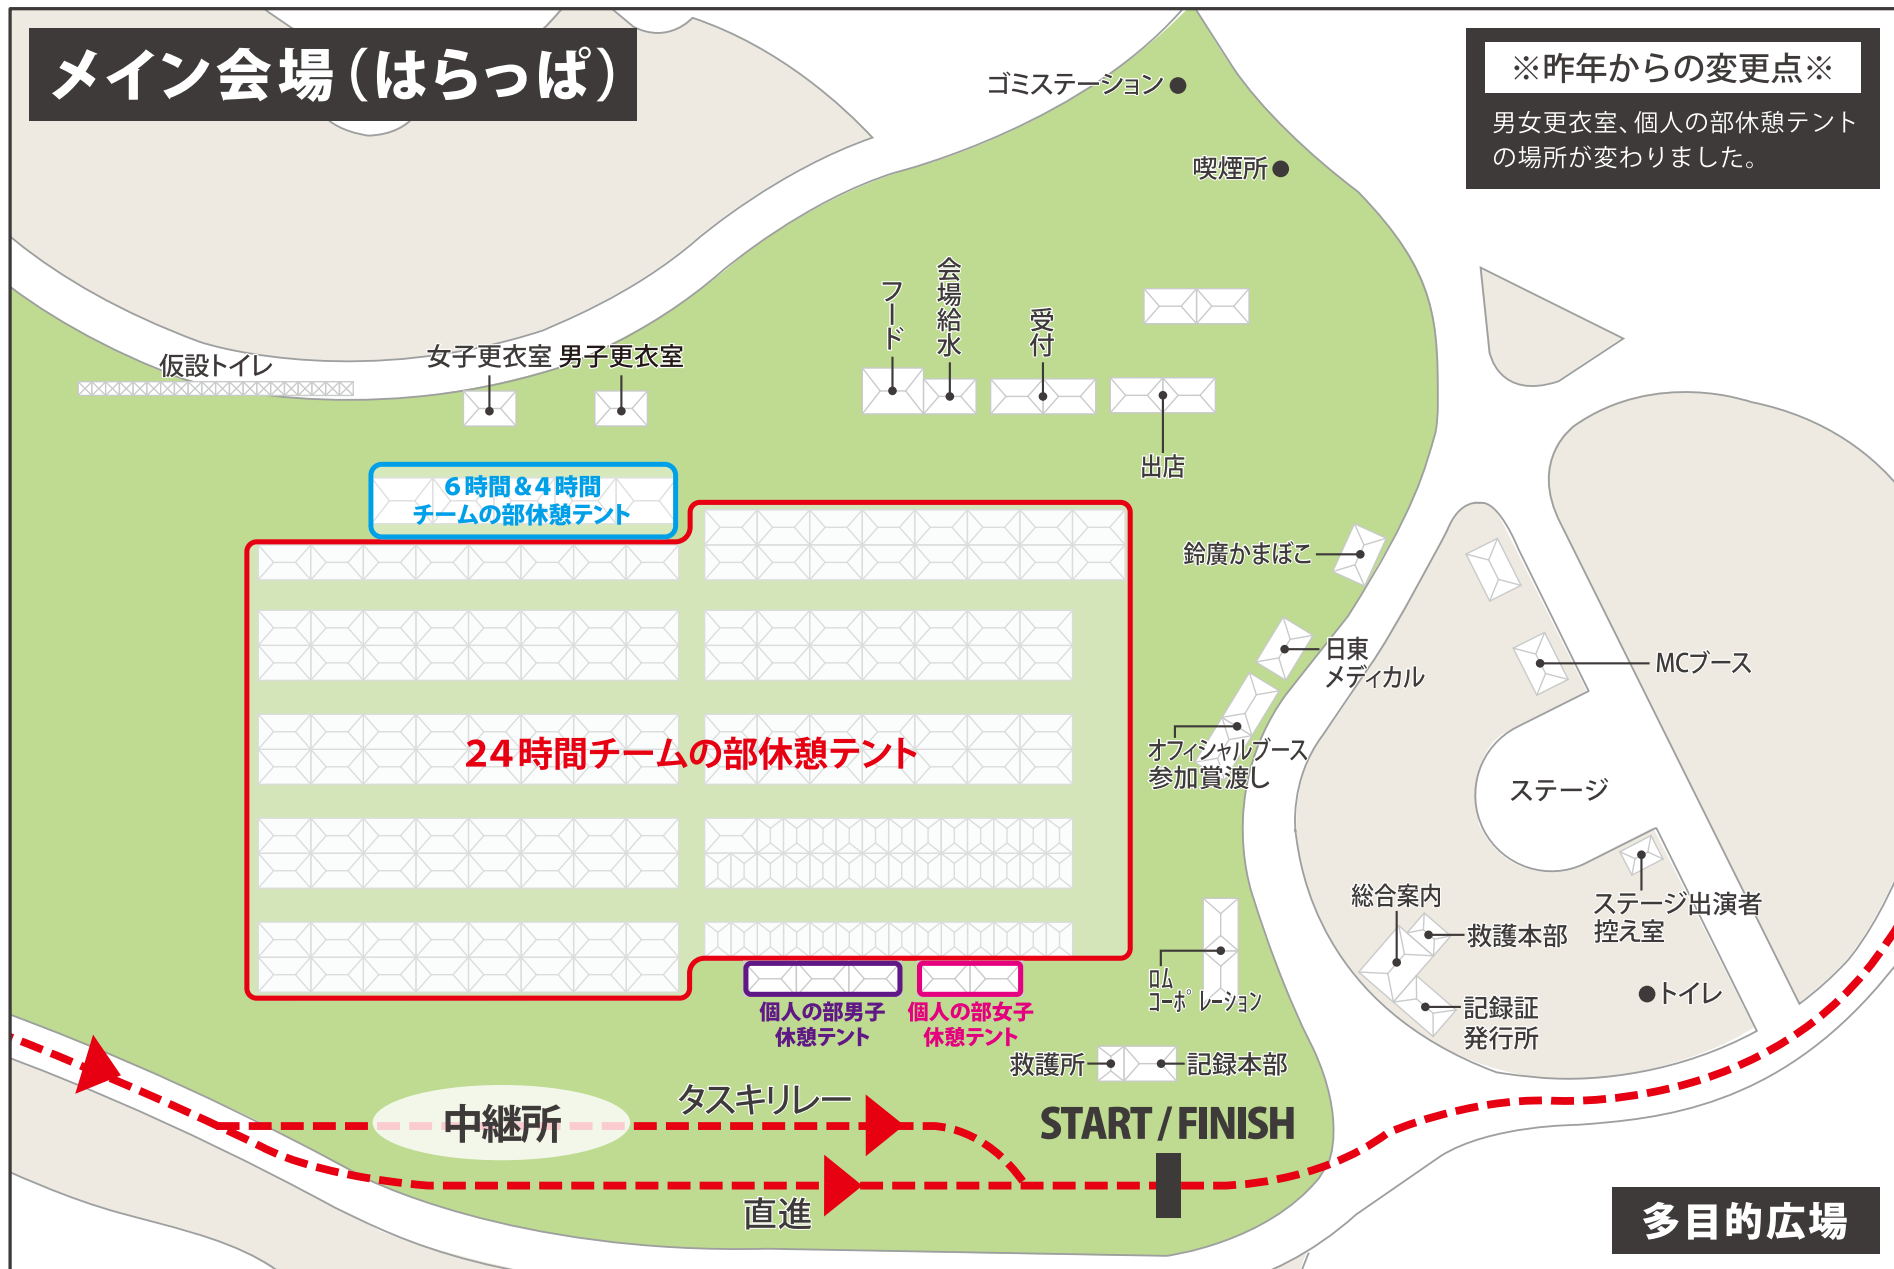 メイン会場（はらっぱ）
※昨年からの変更点※
男女更衣室、個人の部休憩テント
の場所が変わりました。
ゴミステーション
喫煙所
フード
会場給水
受付
出店
仮設トイレ
女子更衣室
男子更衣室
6時間&4時間
チームの部休憩テント
24時間チームの部休憩テント
鈴廣かまぼこ
日東
メディカル
オフィシャルブース
参加賞渡し
MCブース
ステージ
ステージ出演者
控え室
総合案内
救護本部
記録証
発行所
トイレ
ロム
コーポレーション
個人の部男子
休憩テント
個人の部女子
休憩テント
救護所
記録本部
START / FINISH
タスキリレー
中継所
直進
多目的広場